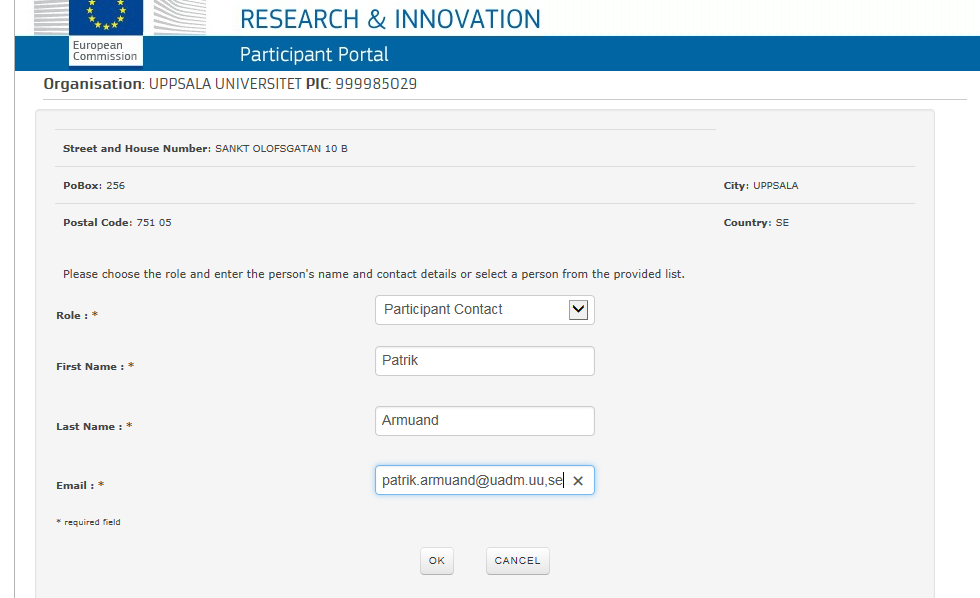 RESEARCH & INNOVATION
European
Commission
Participant Portal
Organisation: UPPSALA UNIVERSITET PIC: 999985029
Street and House Number: SANKT OLOFSGATAN 10 B
PoBox: 256 City: UPPSALA
Postal Code: 751 05 Country: SE
Please choose the role and enter the person's name and contact details or select a person from the provided list.
Role : * Participant Contact
First Name : * Patrik
Last Name : * Armuand
Email : * patrik.armuand@uadm.uu,se
* required field
OK CANCEL